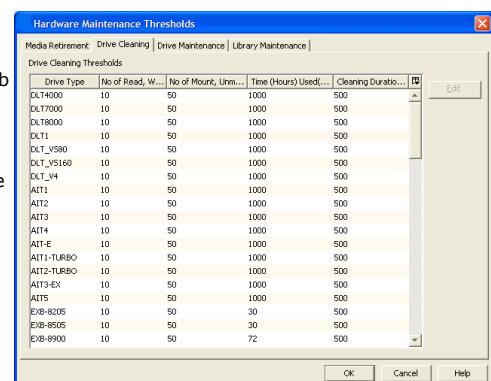 Hardware Maintenance Thresholds
Media Retirement Drive Cleaning Drive Maintenance Library Maintenance
Drive Cleaning Thresholds
Drive Type No of Read, W... No of Mount, Unm... Time (Hours) Used(... Cleaning Duratio...
Edit
DLT4000 10 50 1000 500
DLT7000 10 50 1000 500
DLT8000 10 50 1000 500
DLT1 10 50 1000 500
DLT_VS80 10 50 1000 500
DLT_VS160 10 50 1000 500
DLT_V4 10 50 1000 500
AIT1 10 50 1000 500
AIT2 10 50 1000 500
AIT3 10 50 1000 500
AIT4 10 50 1000 500
AIT-E 10 50 1000 500
AIT1-TURBO 10 50 1000 500
AIT2-TURBO 10 50 1000 500
AIT3-EX 10 50 1000 500
AIT5 10 50 1000 500
EXB-8205 10 50 30 500
EXB-8505 10 50 30 500
EXB-8900 10 50 72 500
OK Cancel Help
b
e